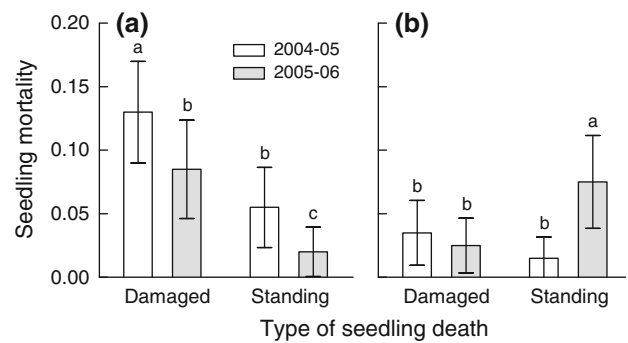 0.20
(a)
(b)
a
2004-05
2005-06
0.15
b
a
0.10
b
b
b
0.05
c
b
0.00
Damaged
Standing
Damaged
Standing
Seedling mortality
Type of seedling death